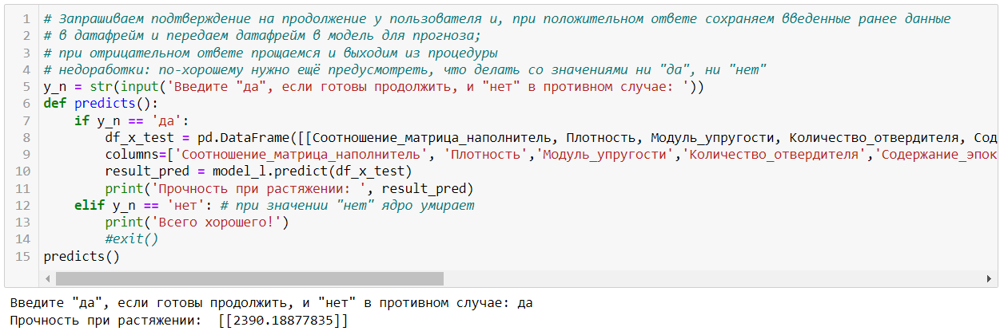 1 # Запрашиваем подтверждение на продолжение у пользователя и, при положительном ответе сохраняем введенные ранее данные
2 # в датафрейм и передаем датафрейм в модель для прогноза;
3 # при отрицательном ответе прощаемся и выходим из процедуры
4 # недоработки: по-хорошему нужно ещё предусмотреть, что делать со значениями ни "да", ни "нет"
5 y_n = str(input('Введите "да", если готовы продолжить, и "нет" в противном случае: '))
6 def predicts():
7     if y_n == 'да':
8         df_x_test = pd.DataFrame([[Соотношение_матрица_наполнитель, Плотность, Модуль_упругости, Количество_отвердителя, Сод
9         columns=['Соотношение_матрица_наполнитель', 'Плотность','Модуль_упругости','Количество_отвердителя','Содержание_эпок
10         result_pred = model_l.predict(df_x_test)
11         print('Прочность при растяжении: ', result_pred)
12     elif y_n == 'нет': # при значении "нет" ядро умирает
13         print('Всего хорошего!')
14         #exit()
15 predicts()
Введите "да", если готовы продолжить, и "нет" в противном случае: да
Прочность при растяжении:  [[2390.18877835]]